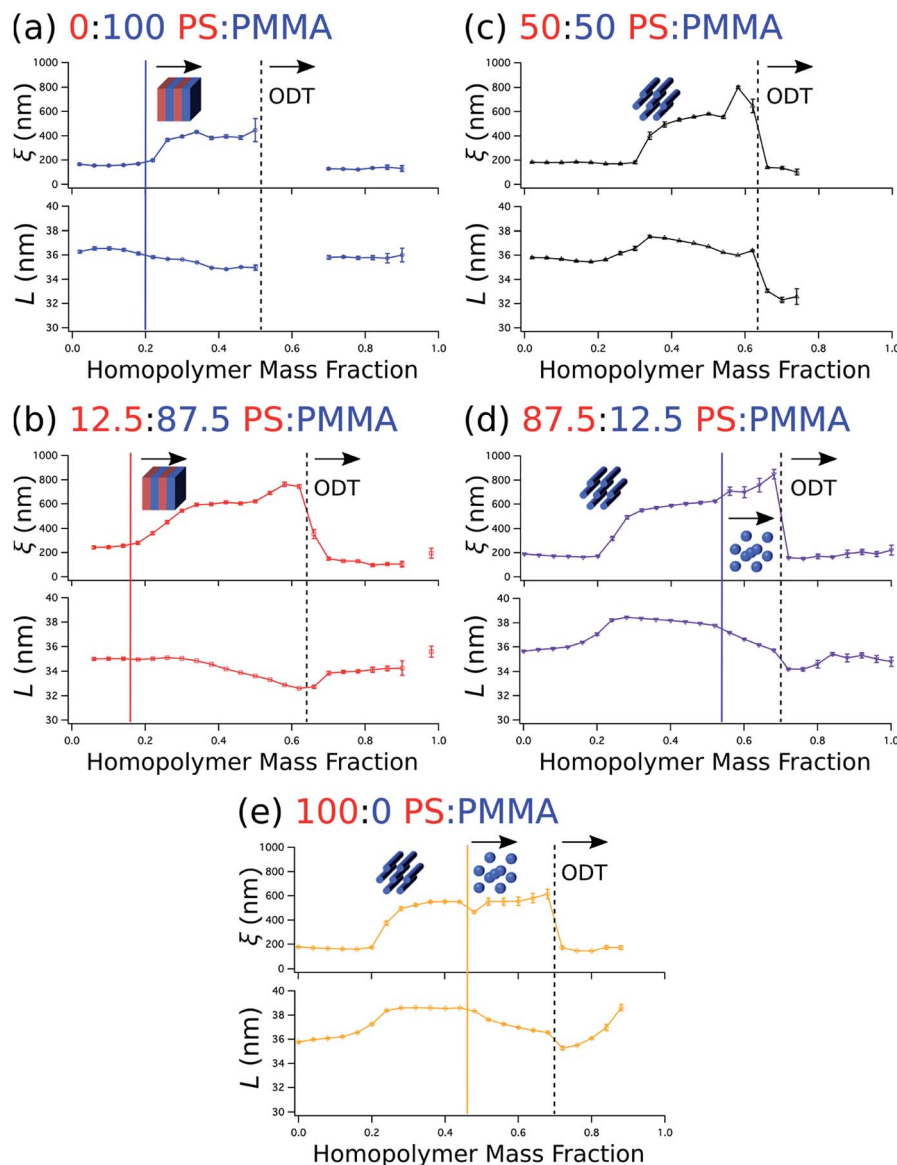 (a) 0:100 PS:PMMA
ODT
ξ (nm)
1000
800
600
400
200
0
L (nm)
40
38
36
34
32
30
0.0 0.2 0.4 0.6 0.8 1.0
Homopolymer Mass Fraction
(c) 50:50 PS:PMMA
ODT
ξ (nm)
1000
800
600
400
200
0
L (nm)
40
38
36
34
32
30
0.0 0.2 0.4 0.6 0.8 1.0
Homopolymer Mass Fraction
(b) 12.5:87.5 PS:PMMA
ODT
ξ (nm)
1000
800
600
400
200
0
L (nm)
40
38
36
34
32
30
0.0 0.2 0.4 0.6 0.8 1.0
Homopolymer Mass Fraction
(d) 87.5:12.5 PS:PMMA
ODT
ξ (nm)
1000
800
600
400
200
0
L (nm)
40
38
36
34
32
30
0.0 0.2 0.4 0.6 0.8 1.0
Homopolymer Mass Fraction
(e) 100:0 PS:PMMA
ODT
ξ (nm)
1000
800
600
400
200
0
L (nm)
40
38
36
34
32
30
0.0 0.2 0.4 0.6 0.8 1.0
Homopolymer Mass Fraction